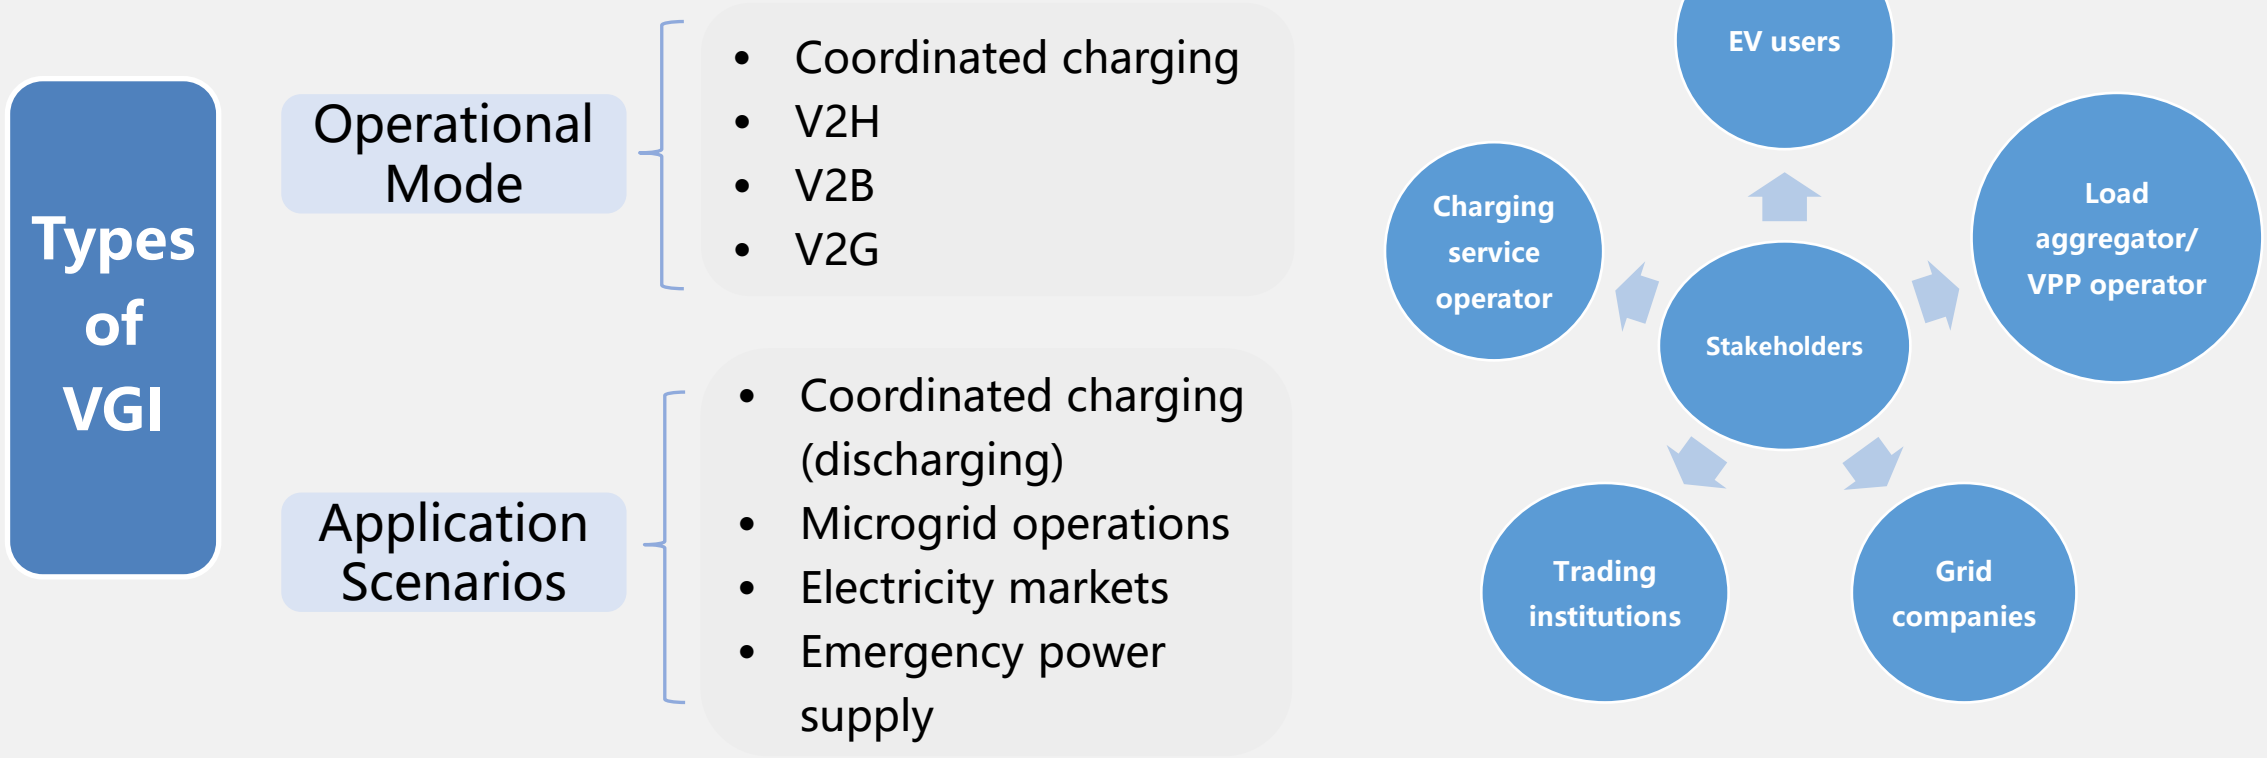 Types
of
VGI
Operational
Mode
• Coordinated charging
• V2H
• V2B
• V2G
Application
Scenarios
• Coordinated charging
(discharging)
• Microgrid operations
• Electricity markets
• Emergency power
supply
EV users
Charging
service
operator
Load
aggregator/
VPP operator
Stakeholders
Trading
institutions
Grid
companies